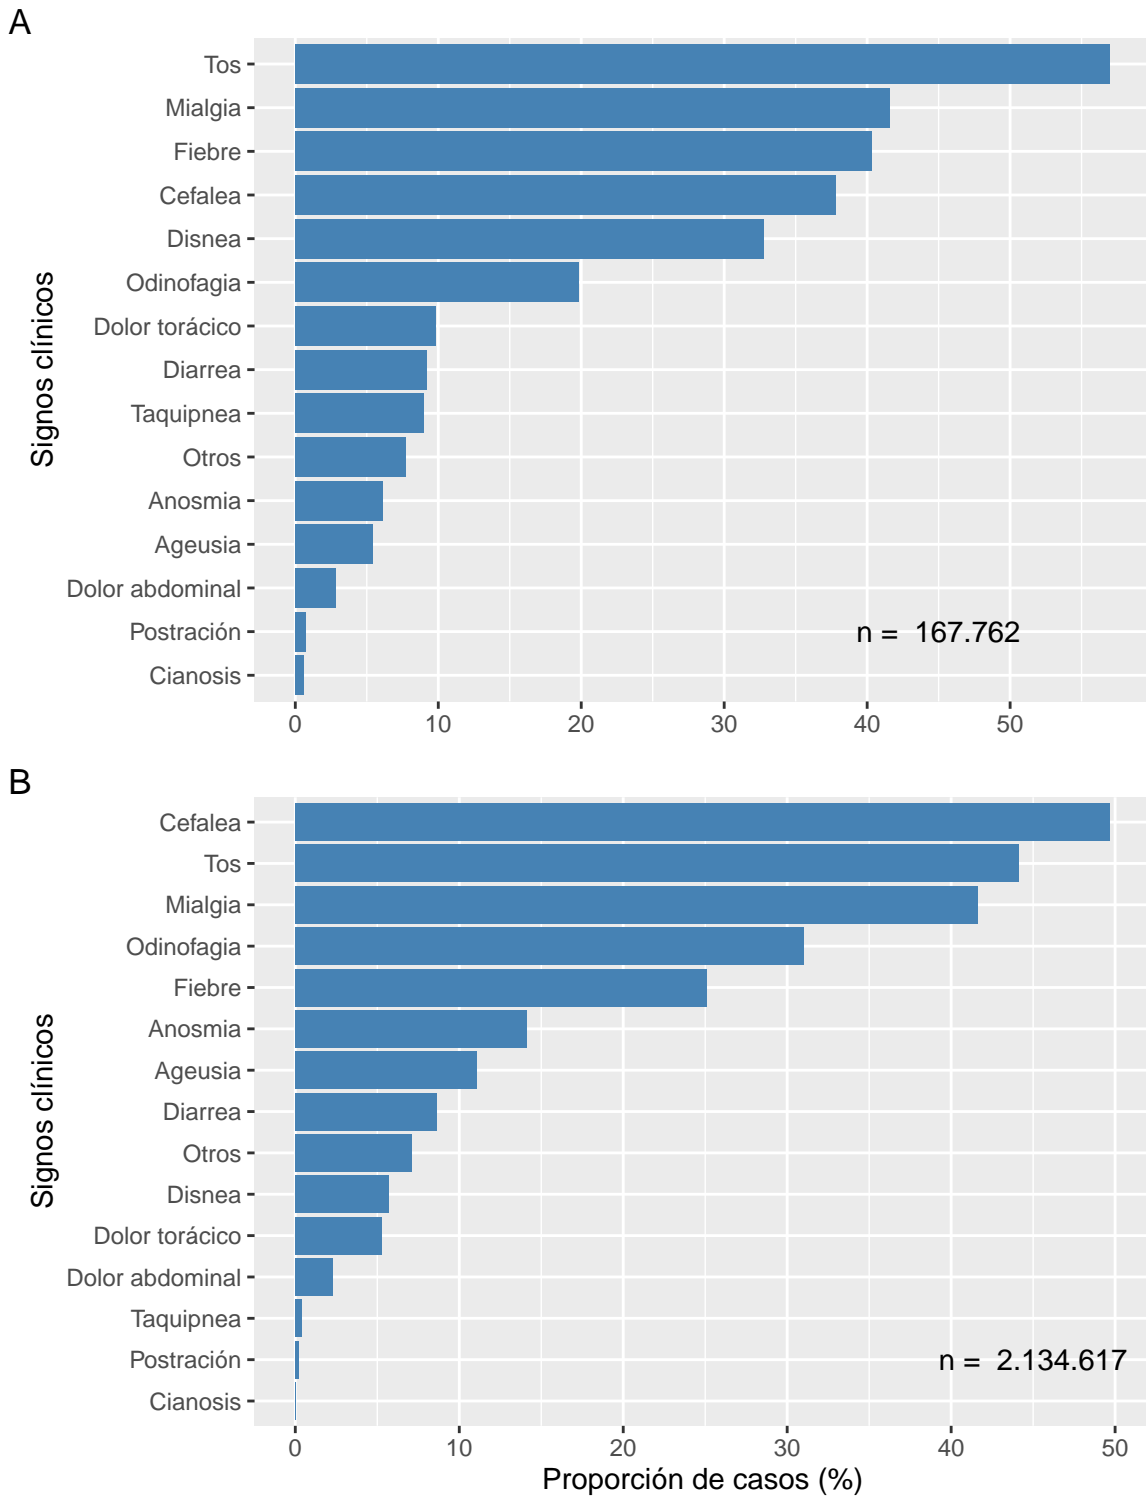 A
Signos clínicos
Tos
Mialgia
Fiebre
Cefalea
Disnea
Odinofagia
Dolor torácico
Diarrea
Taquipnea
Otros
Anosmia
Ageusia
Dolor abdominal
Postración
Cianosis
n = 167.762
0 10 20 30 40 50
B
Signos clínicos
Cefalea
Tos
Mialgia
Odinofagia
Fiebre
Anosmia
Ageusia
Diarrea
Otros
Disnea
Dolor torácico
Dolor abdominal
Taquipnea
Postración
Cianosis
n = 2.134.617
0 10 20 30 40 50
Proporción de casos (%)